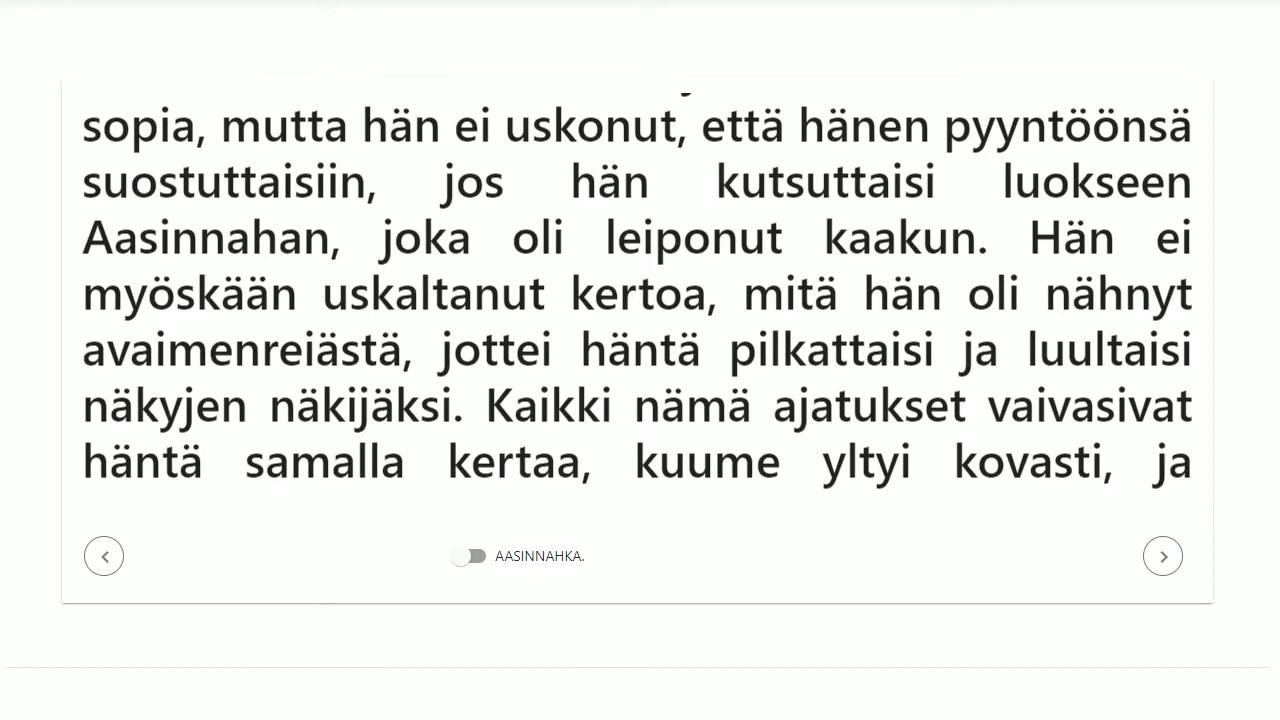 sopia, mutta hän ei uskonut, että hänen pyyntöönsä
suostuttaisiin, jos hän kutsuttaisi luokseen
Aasinnahan, joka oli leiponut kaakun. Hän ei
myöskään uskaltanut kertoa, mitä hän oli nähnyt
avaimenreiästä, jottei häntä pilkattaisi ja luultaisi
näkyjen näkijäksi. Kaikki nämä ajatukset vaivasivat
häntä samalla kertaa, kuume yltyi kovasti, ja
AASINNAHKA.